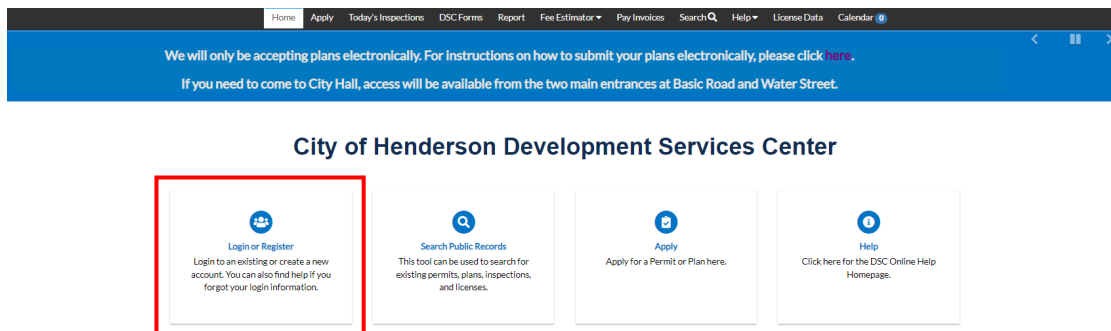 Home Apply Today's Inspections DSC Forms Report Fee Estimator Pay Invoices Search Help License Data Calendar 0
We will only be accepting plans electronically. For instructions on how to submit your plans electronically, please click here.
If you need to come to City Hall, access will be available from the two main entrances at Basic Road and Water Street.
City of Henderson Development Services Center
Login or Register
Login to an existing or create a new
account. You can also find help if you
forgot your login information.
Search Public Records
This tool can be used to search for
existing permits, plans, inspections,
and licenses.
Apply
Apply for a Permit or Plan here.
Help
Click here for the DSC Online Help
Homepage.